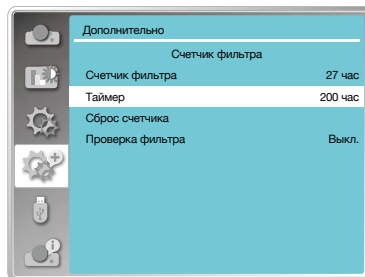 Дополнительно
Счетчик фильтра
Счетчик фильтра 27 час
Таймер 200 час
Сброс счетчика
Проверка фильтра Выкл.